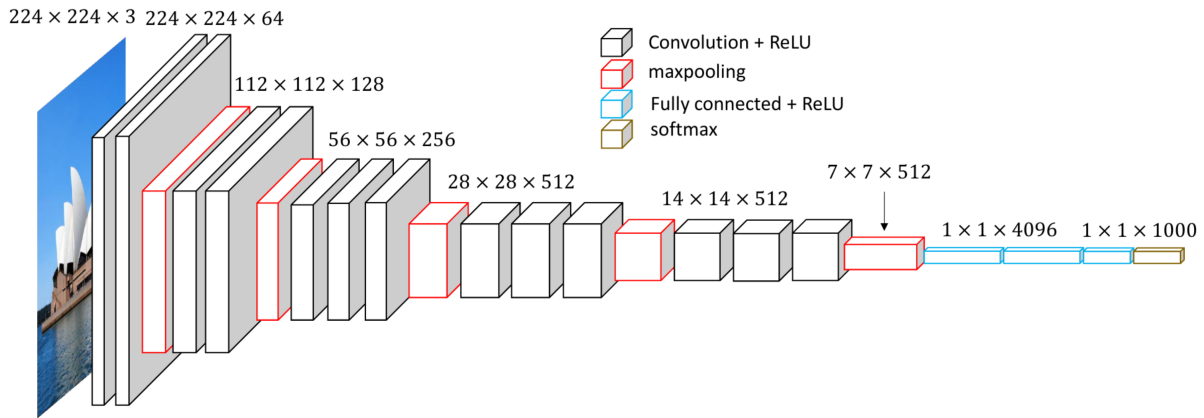 224 × 224 × 3
224 × 224 × 64
112 × 112 × 128
56 × 56 × 256
28 × 28 × 512
14 × 14 × 512
7 × 7 × 512
1 × 1 × 4096
1 × 1 × 1000
Convolution + ReLU
maxpooling
Fully connected + ReLU
softmax